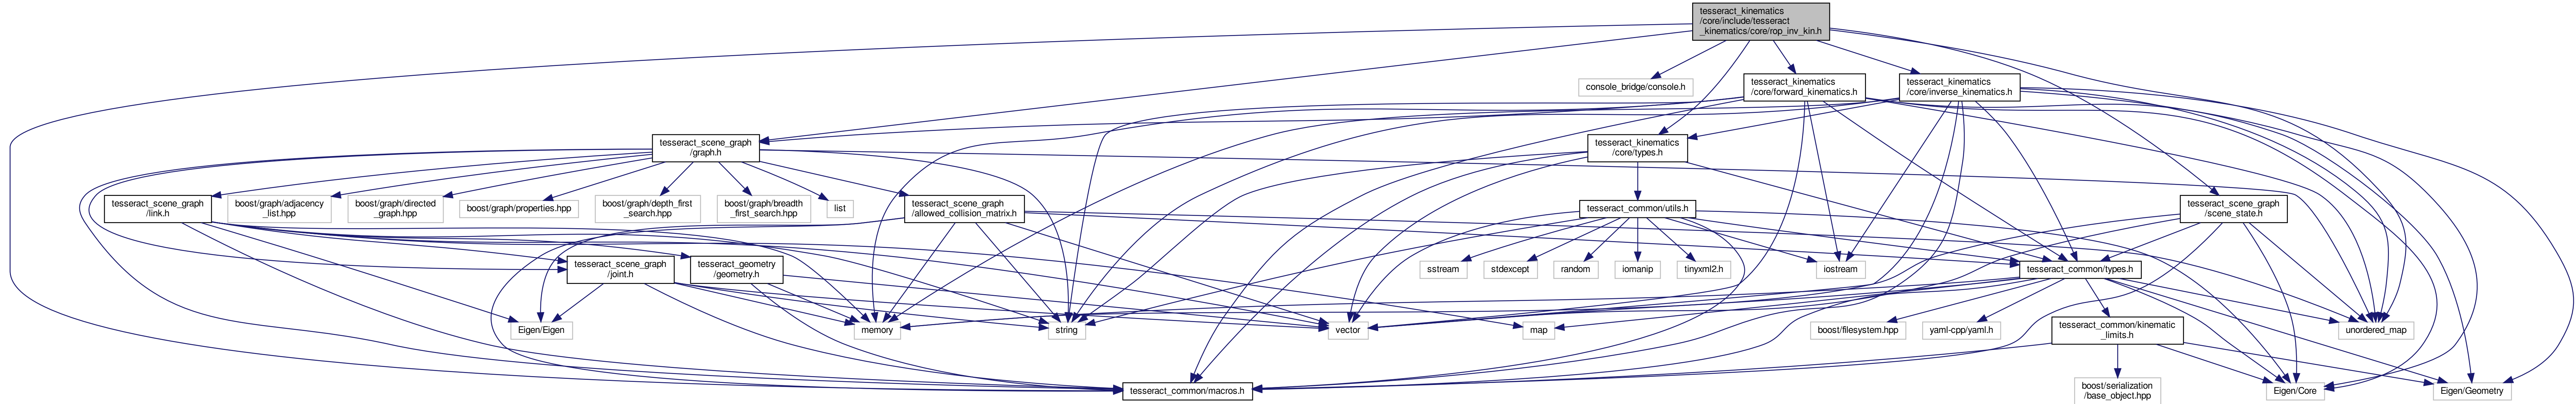 tesseract_kinematics
/core/include/tesseract
_kinematics/core/rop_inv_kin.h
console_bridge/console.h
tesseract_kinematics
/core/forward_kinematics.h
tesseract_kinematics
/core/inverse_kinematics.h
tesseract_scene_graph
/graph.h
tesseract_kinematics
/core/types.h
tesseract_scene_graph
/link.h
boost/graph/adjacency
_list.hpp
boost/graph/directed
_graph.hpp
boost/graph/properties.hpp
boost/graph/depth_first
_search.hpp
boost/graph/breadth
_first_search.hpp
list
tesseract_scene_graph
/allowed_collision_matrix.h
tesseract_common/utils.h
tesseract_scene_graph
/scene_state.h
tesseract_scene_graph
/joint.h
tesseract_geometry
/geometry.h
sstream
stdexcept
random
iomanip
tinyxml2.h
iostream
tesseract_common/types.h
Eigen/Eigen
memory
string
vector
map
boost/filesystem.hpp
yaml-cpp/yaml.h
tesseract_common/kinematic
_limits.h
unordered_map
tesseract_common/macros.h
boost/serialization
/base_object.hpp
Eigen/Core
Eigen/Geometry